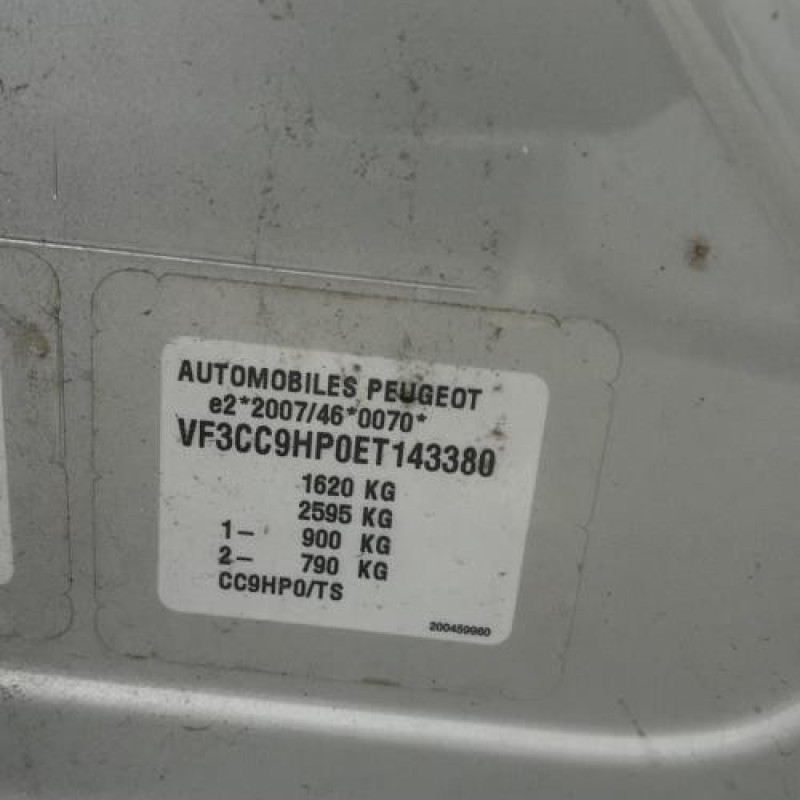 AUTOMOBILES PEUGEOT
e2*2007/46*0070*
VF3CC9HP0ET143380
1620 KG
2595 KG
1- 900 KG
2- 790 KG
CC9HP0/TS
200459960